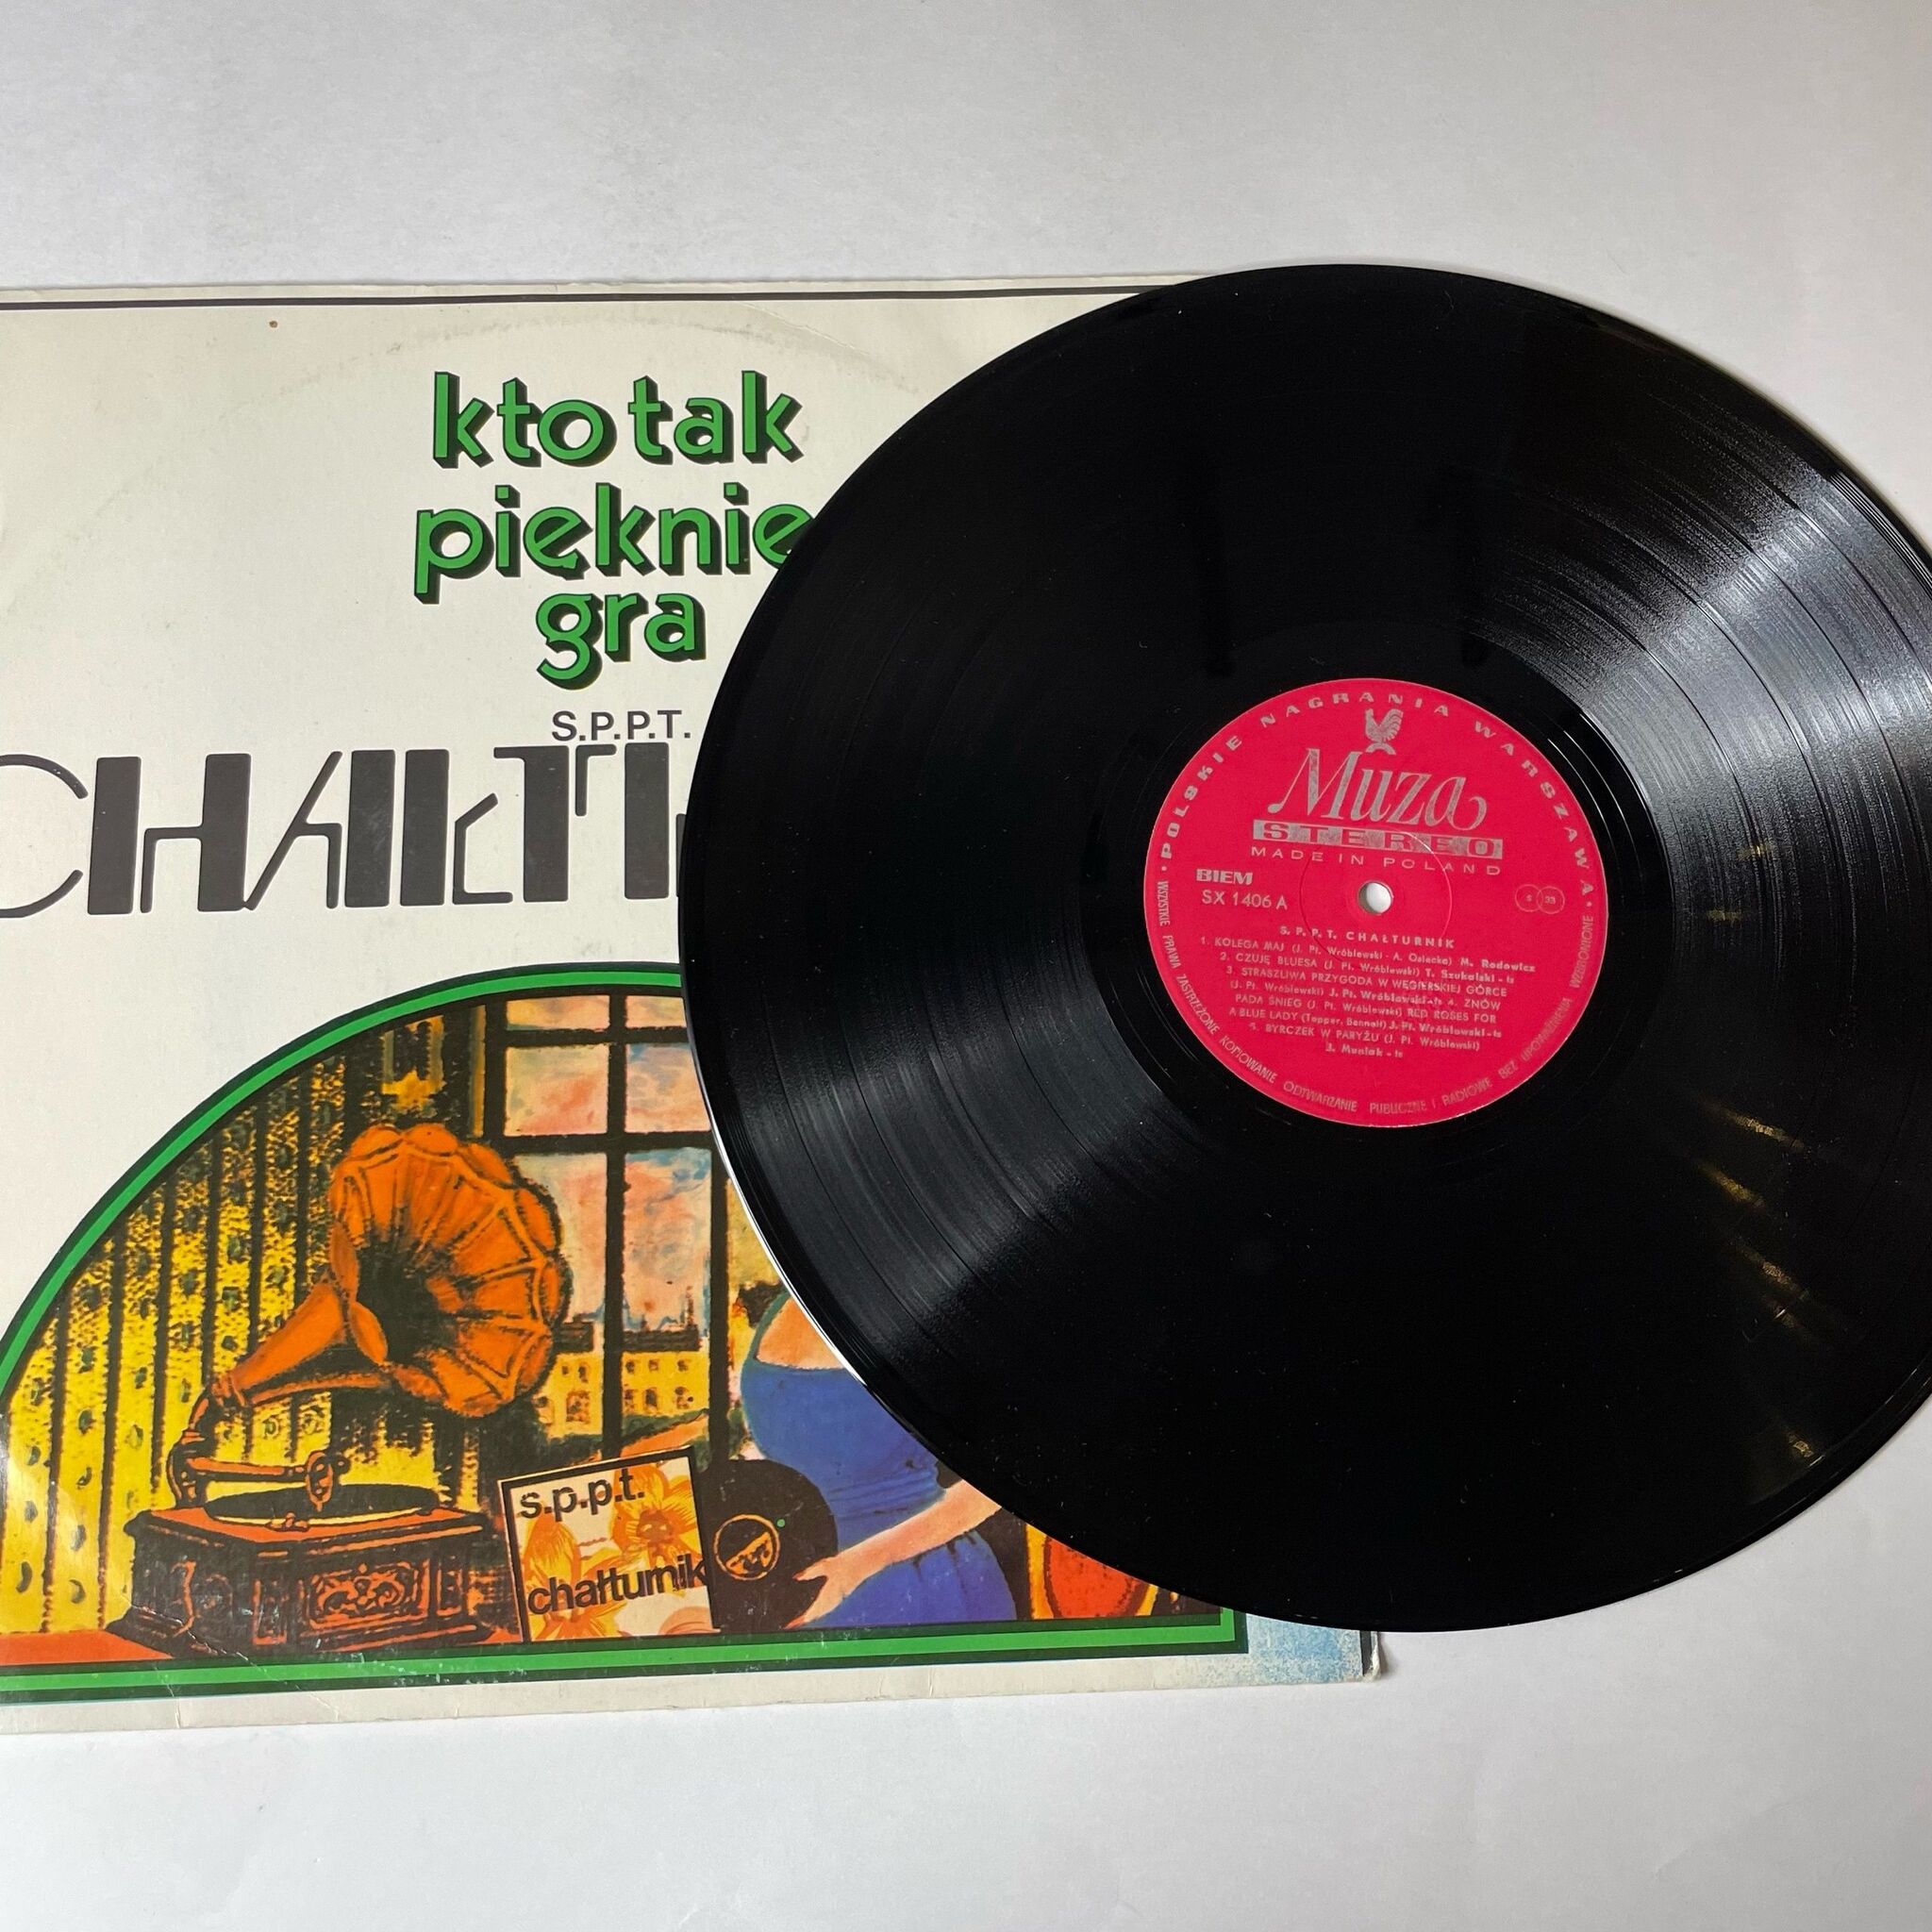 kto tak
pięknie
gra
S.P.P.T.
CHAŁTU
s.p.p.t.
chałturnik
• POLSKIE NAGRANIA WARSZAWA •
Muza
STEREO
MADE IN POLAND
BIEM
SX 1406 A
S 33
S. P. P. T. CHAŁTURNIK
1. KOLEGA MAJ (J. Pt. Wróblewski - A. Osiecka) M. Rodowicz
2. CZUJĘ BLUESA (J. Pt. Wróblewski) T. Szukalski - ts
3. STRASZLIWA PRZYGODA W WĘGIERSKIEJ GÓRCE
(J. Pt. Wróblewski) J. Pt. Wróblewski-ts 4. ZNÓW
PADA ŚNIEG (J. Pt. Wróblewski) RED ROSES FOR
A BLUE LADY (Tepper, Bennett) J. Pt. Wróblewski - ts
5. BYRCZEK W PARYŻU (J. Pt. Wróblewski)
J. Muniak - ts
WSZYSTKIE PRAWA ZASTRZEŻONE KOPIOWANIE ODTWARZANIE PUBLICZNE I RADIOWE BEZ UPOWAŻNIENIA WZBRONIONE